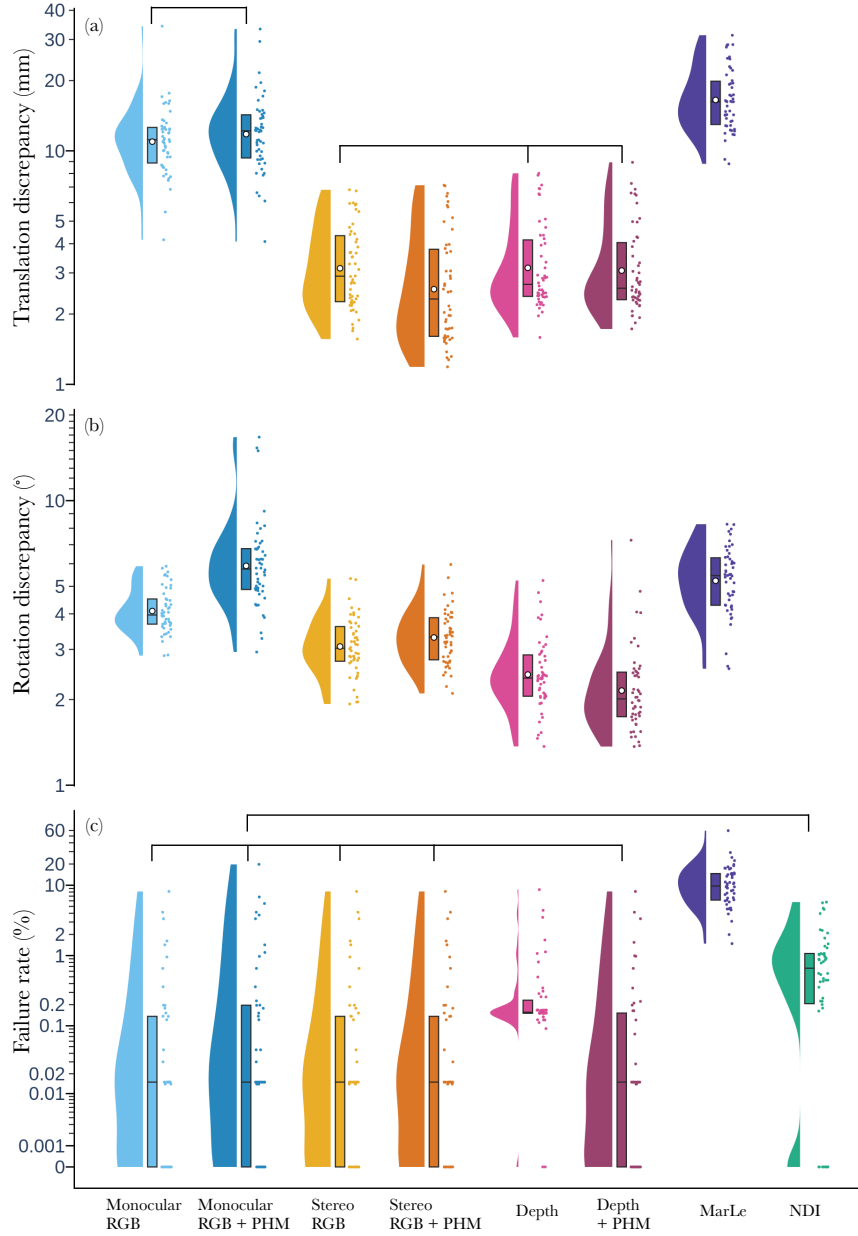 (a)
Translation discrepancy (mm)
40
30
20
10
5
4
3
2
1
(b)
Rotation discrepancy (°)
20
10
5
4
3
2
1
(c)
Failure rate (%)
60
20
10
2
1
0.2
0.1
0.02
0.01
0.001
0
Monocular
RGB
Monocular
RGB + PHM
Stereo
RGB
Stereo
RGB + PHM
Depth
Depth
+ PHM
MarLe
NDI